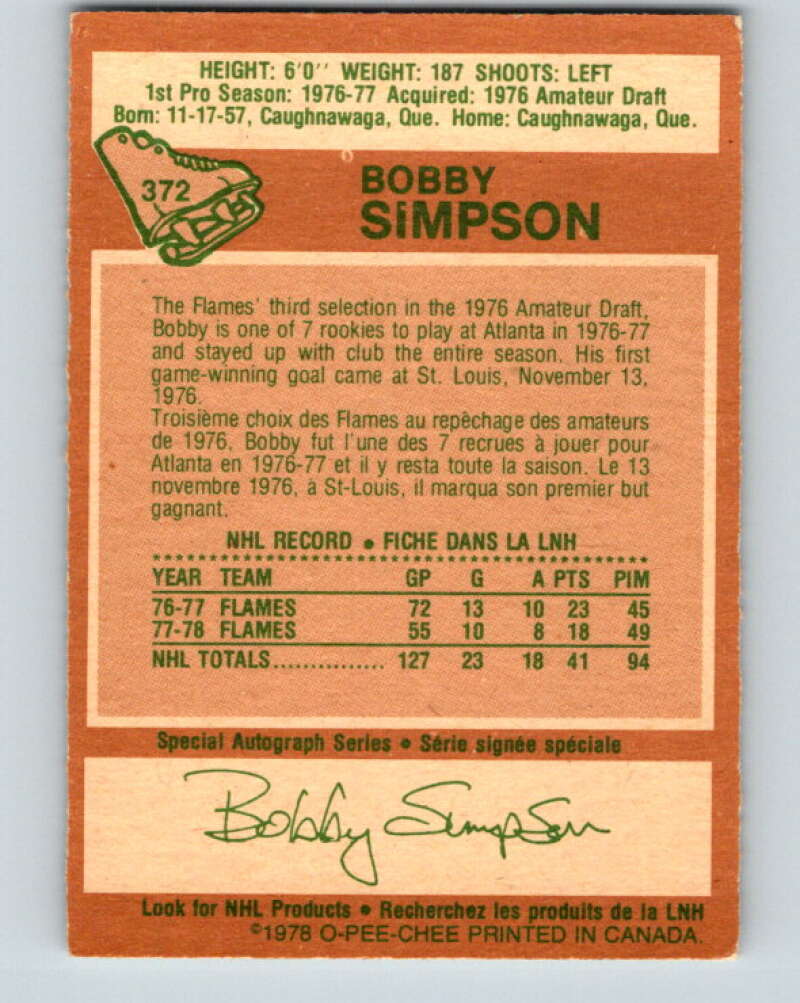 HEIGHT: 6'0'' WEIGHT: 187 SHOOTS: LEFT
1st Pro Season: 1976-77 Acquired: 1976 Amateur Draft
Born: 11-17-57, Caughnawaga, Que. Home: Caughnawaga, Que.
372
BOBBY
SiMPSON
The Flames' third selection in the 1976 Amateur Draft,
Bobby is one of 7 rookies to play at Atlanta in 1976-77
and stayed up with club the entire season. His first
game-winning goal came at St. Louis, November 13,
1976.
Troisième choix des Flames au repêchage des amateurs
de 1976, Bobby fut l'une des 7 recrues à jouer pour
Atlanta en 1976-77 et il y resta toute la saison. Le 13
novembre 1976, à St-Louis, il marqua son premier but
gagnant.
NHL RECORD • FICHE DANS LA LNH
YEAR TEAM GP G A PTS PIM
76-77 FLAMES 72 13 10 23 45
77-78 FLAMES 55 10 8 18 49
NHL TOTALS............... 127 23 18 41 94
Special Autograph Series • Série signée spéciale
Bobby Simpson
Look for NHL Products • Recherchez les produits de la LNH
©1978 O-PEE-CHEE PRINTED IN CANADA.